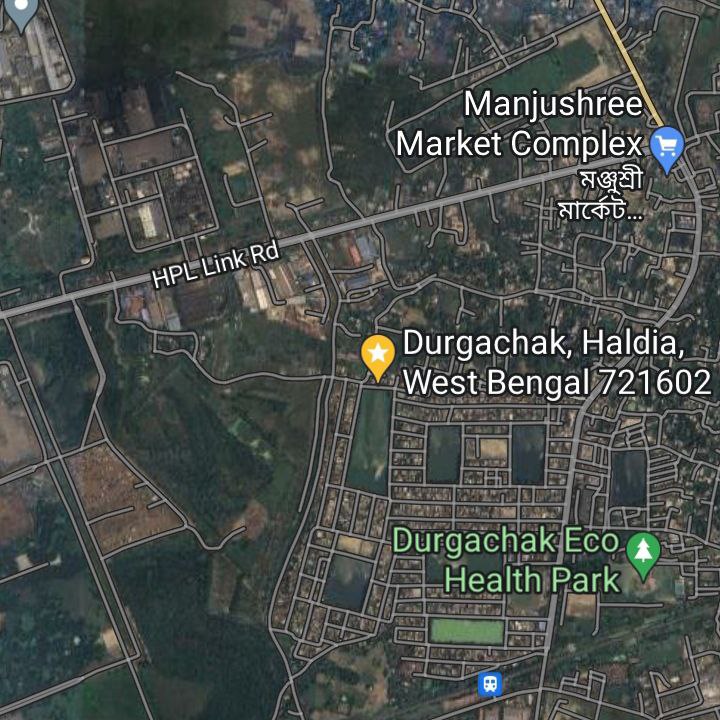 Manjushree
Market Complex
মঞ্জুশ্রী
মার্কেট...
HPL Link Rd
Durgachak, Haldia,
West Bengal 721602
Durgachak Eco
Health Park